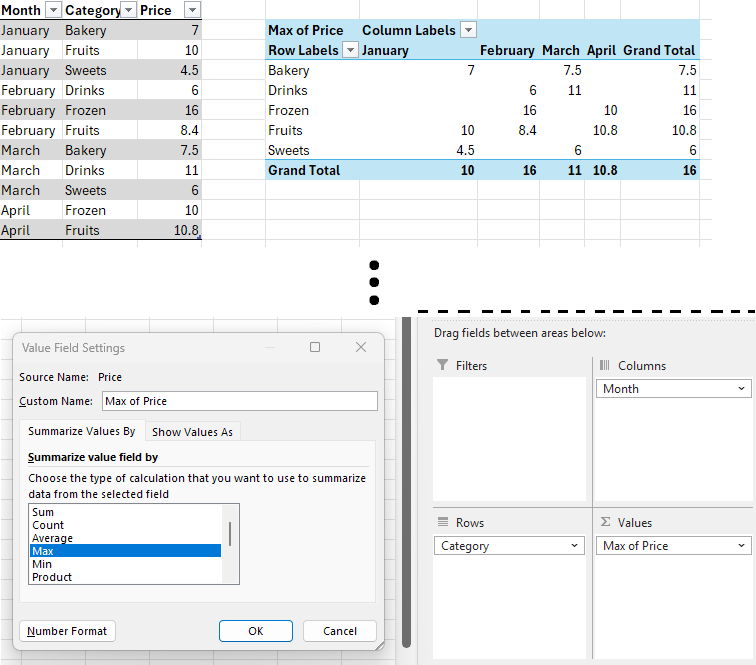 Month Category Price
January Bakery 7
January Fruits 10
January Sweets 4.5
February Drinks 6
February Frozen 16
February Fruits 8.4
March Bakery 7.5
March Drinks 11
March Sweets 6
April Frozen 10
April Fruits 10.8
Max of Price Column Labels
Row Labels January February March April Grand Total
Bakery 7 7.5 7.5
Drinks 6 11 11
Frozen 16 10 16
Fruits 10 8.4 10.8 10.8
Sweets 4.5 6 6
Grand Total 10 16 11 10.8 16
Value Field Settings
Source Name: Price
Custom Name: Max of Price
Summarize Values By Show Values As
Summarize value field by
Choose the type of calculation that you want to use to summarize
data from the selected field
Sum
Count
Average
Max
Min
Product
Number Format OK Cancel
Drag fields between areas below:
Filters
Columns
Month
Rows
Category
Σ Values
Max of Price